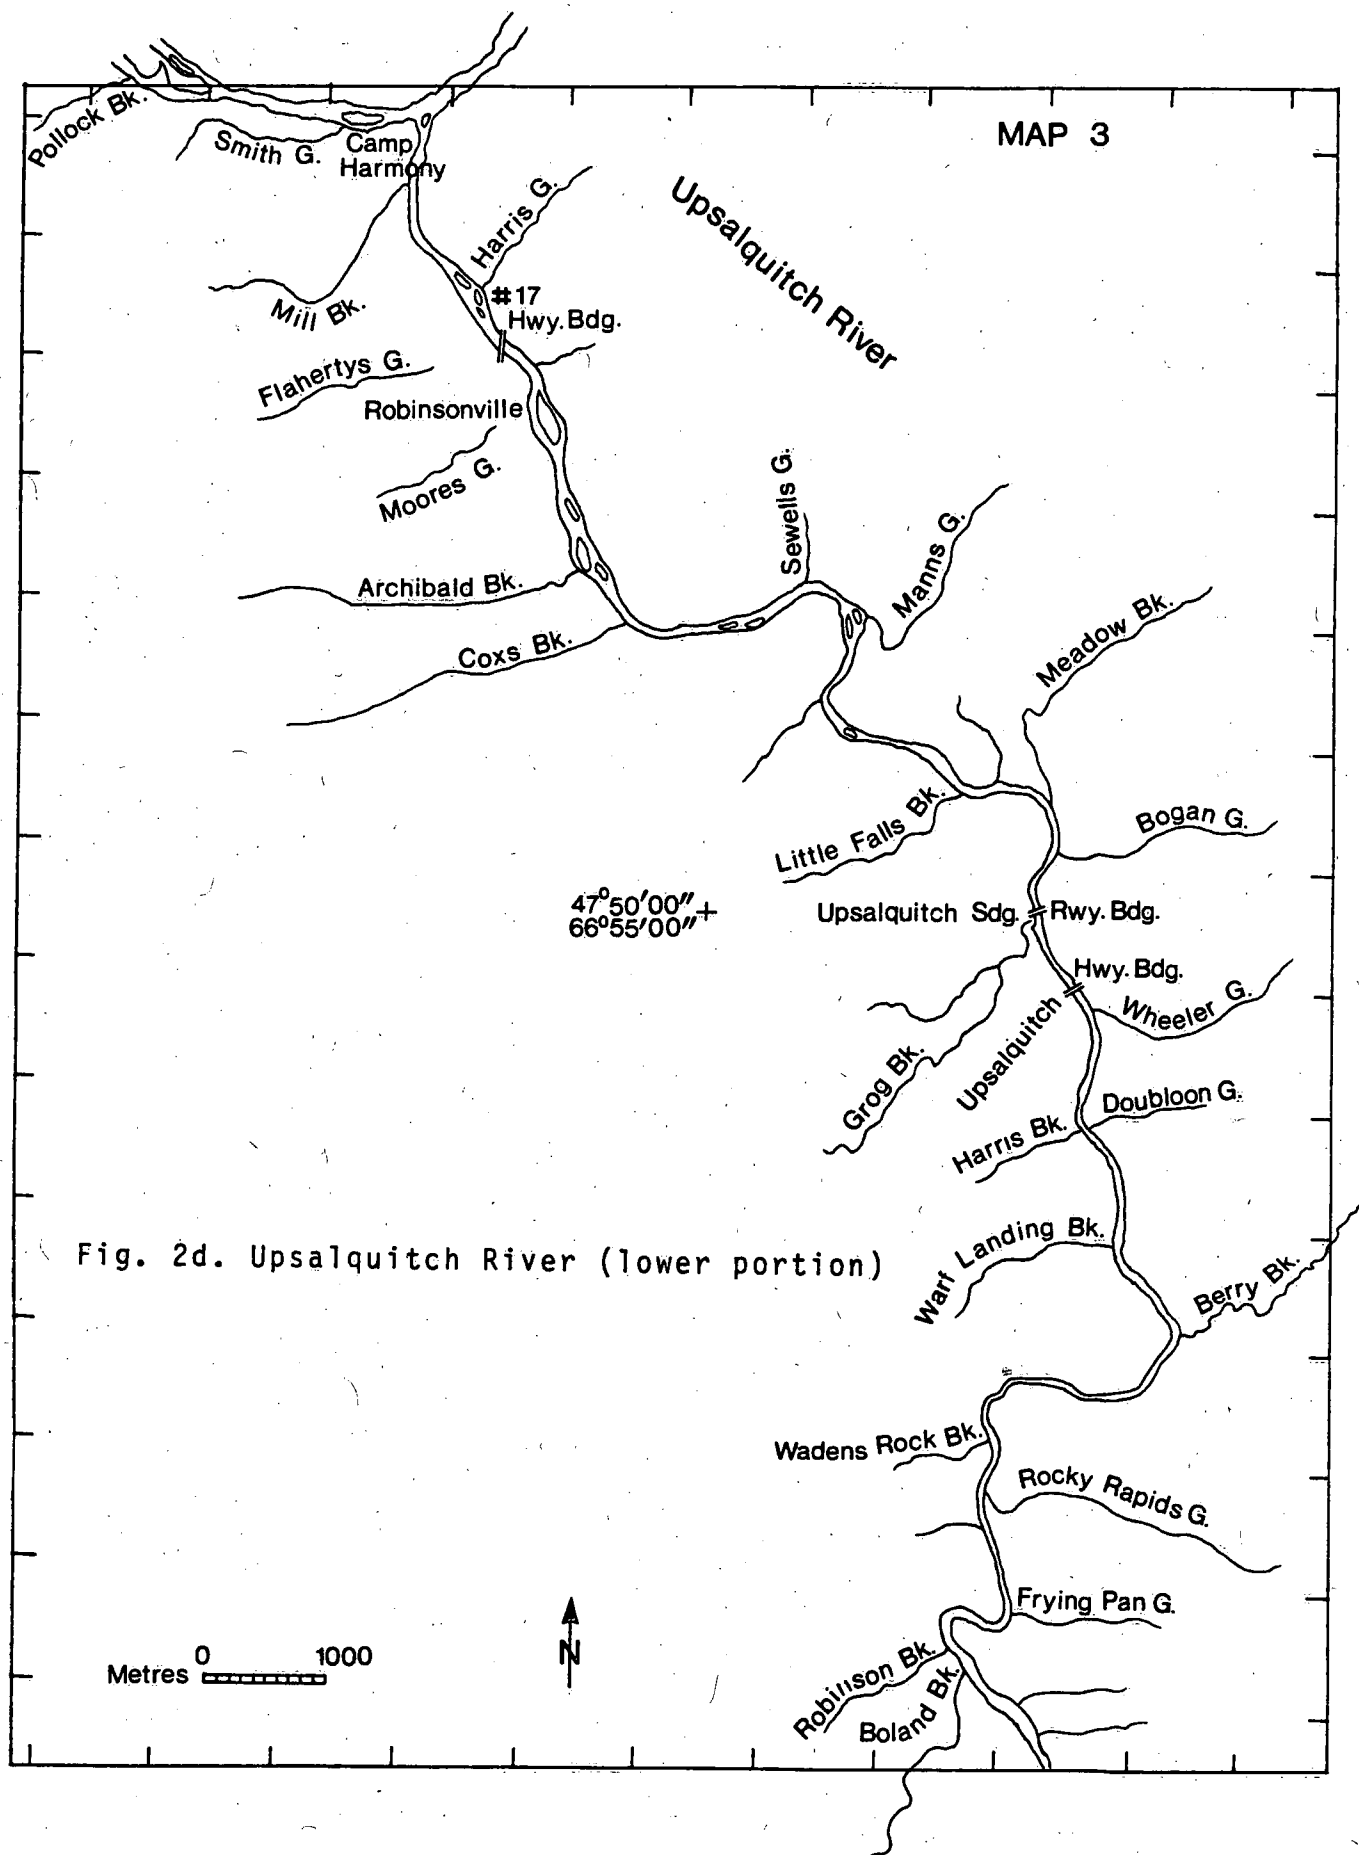 MAP 3
Pollock Bk.
Smith G.
Camp
Harmony
Upsalquitch River
Harris G.
Mill Bk.
#17
Hwy. Bdg.
Flahertys G.
Robinsonville
Moores G.
Sewells G.
Manns G.
Archibald Bk.
Coxs Bk.
Meadow Bk.
Little Falls Bk.
Bogan G.
47°50'00"
66°55'00"
Upsalquitch Sdg.
Rwy. Bdg.
Hwy. Bdg.
Wheeler G.
Upsalquitch
Grog Bk.
Doubloon G.
Harris Bk.
Warf Landing Bk.
Fig. 2d. Upsalquitch River (lower portion)
Berry Bk.
Wadens Rock Bk.
Rocky Rapids G.
Frying Pan G.
Robinson Bk.
Boland Bk.
Metres 0 1000
N